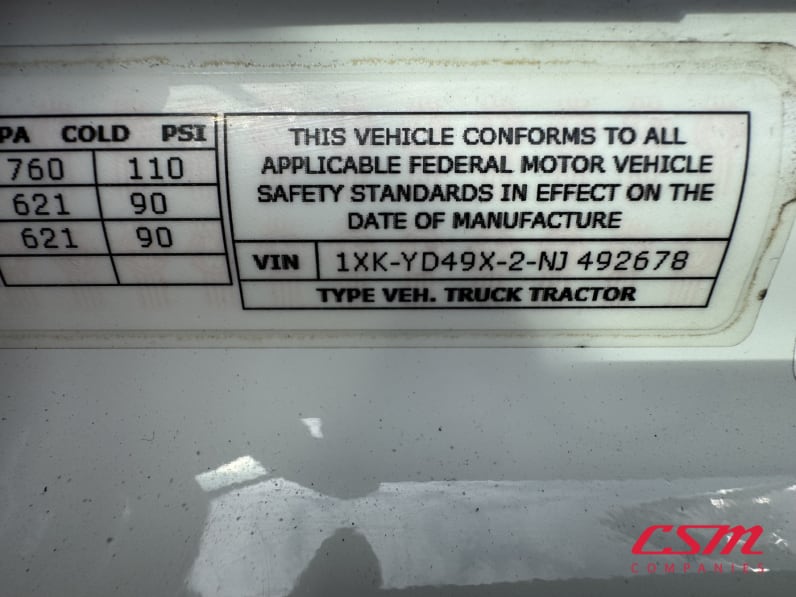 PA COLD PSI
760 110
621 90
621 90
THIS VEHICLE CONFORMS TO ALL
APPLICABLE FEDERAL MOTOR VEHICLE
SAFETY STANDARDS IN EFFECT ON THE
DATE OF MANUFACTURE
VIN 1XK-YD49X-2-NJ 492678
TYPE VEH. TRUCK TRACTOR
CSM
COMPANIES